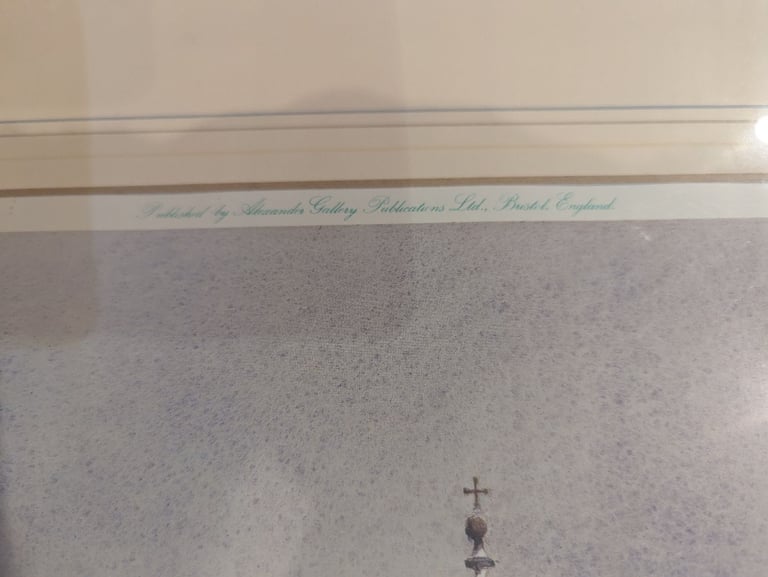 Published by Alexander Gallery Publications Ltd., Bristol, England.